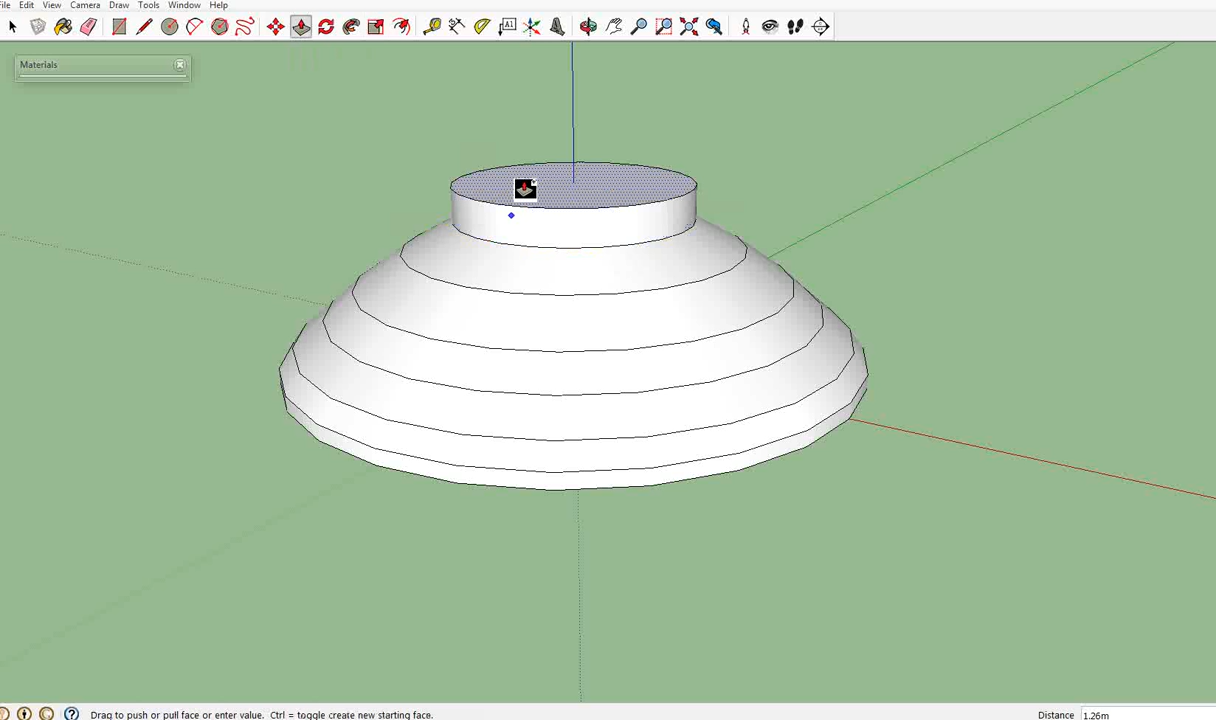 File Edit View Camera Draw Tools Window Help
A1
Materials
Drag to push or pull face or enter value. Ctrl = toggle create new starting face. Distance 1.26m